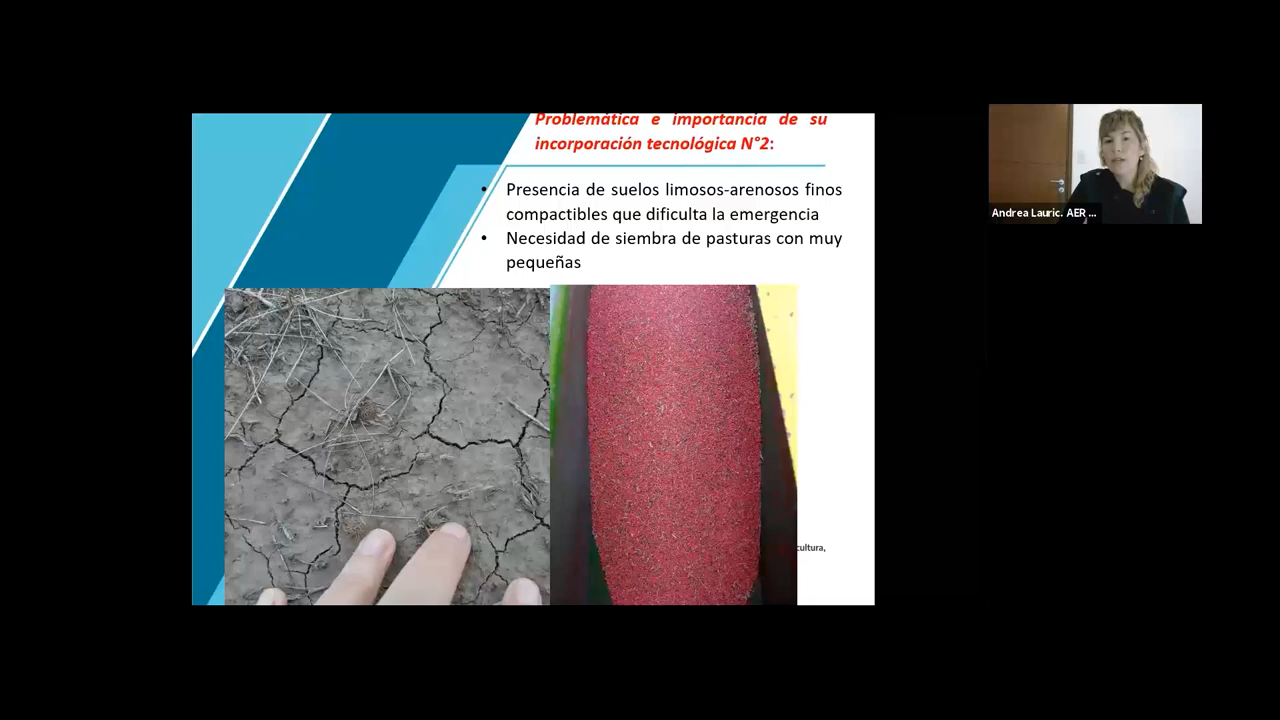 Problemática e importancia de su
incorporación tecnológica N°2:
• Presencia de suelos limosos-arenosos finos
compactibles que dificulta la emergencia
• Necesidad de siembra de pasturas con muy
pequeñas
cultura,
Andrea Lauric. AER ...